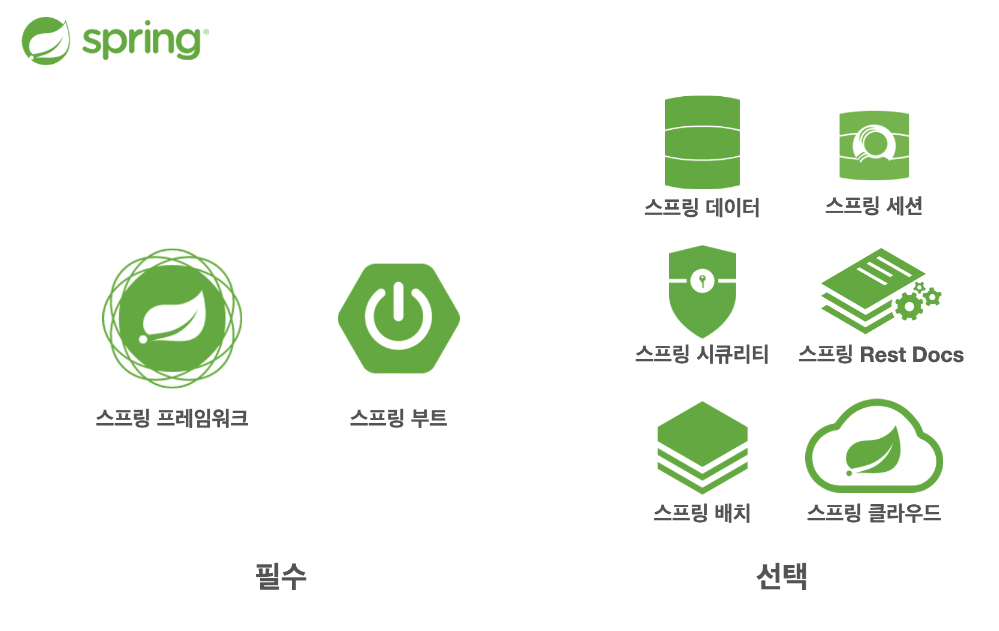 spring
스프링 데이터
스프링 세션
스프링 시큐리티
스프링 Rest Docs
스프링 프레임워크
스프링 부트
스프링 배치
스프링 클라우드
필수
선택